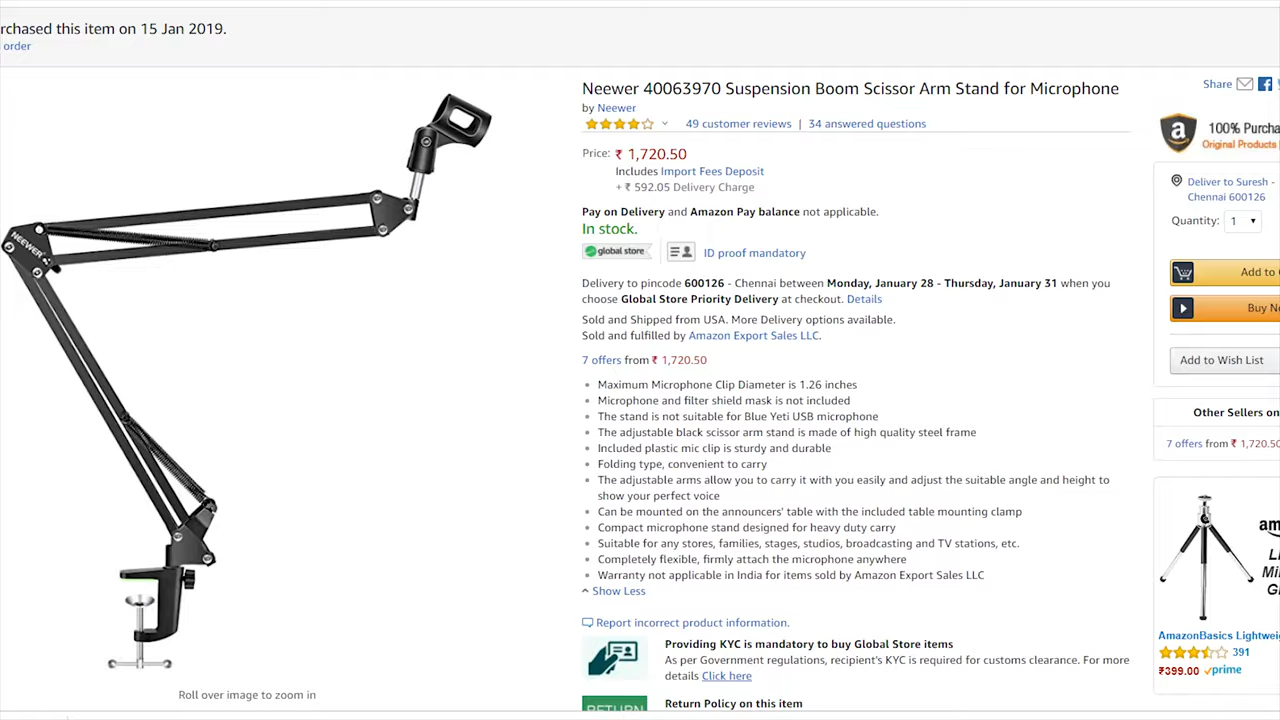 rchased this item on 15 Jan 2019.
order
Neewer 40063970 Suspension Boom Scissor Arm Stand for Microphone
by Neewer
49 customer reviews | 34 answered questions
Price: ₹ 1,720.50
Includes Import Fees Deposit
+ ₹ 592.05 Delivery Charge
Pay on Delivery and Amazon Pay balance not applicable.
In stock.
global store
ID proof mandatory
Delivery to pincode 600126 - Chennai between Monday, January 28 - Thursday, January 31 when you
choose Global Store Priority Delivery at checkout. Details
Sold and Shipped from USA. More Delivery options available.
Sold and fulfilled by Amazon Export Sales LLC.
7 offers from ₹ 1,720.50
• Maximum Microphone Clip Diameter is 1.26 inches
• Microphone and filter shield mask is not included
• The stand is not suitable for Blue Yeti USB microphone
• The adjustable black scissor arm stand is made of high quality steel frame
• Included plastic mic clip is sturdy and durable
• Folding type, convenient to carry
• The adjustable arms allow you to carry it with you easily and adjust the suitable angle and height to
show your perfect voice
• Can be mounted on the announcers' table with the included table mounting clamp
• Compact microphone stand designed for heavy duty carry
• Suitable for any stores, families, stages, studios, broadcasting and TV stations, etc.
• Completely flexible, firmly attach the microphone anywhere
• Warranty not applicable in India for items sold by Amazon Export Sales LLC
Show Less
Report incorrect product information.
Providing KYC is mandatory to buy Global Store items
As per Government regulations, recipient's KYC is required for customs clearance. For more
details Click here
RETURN
Return Policy on this item
NEEWER
Roll over image to zoom in
Share
a
100% Purcha
Original Products
Deliver to Suresh -
Chennai 600126
Quantity: 1
Add to
Buy N
Add to Wish List
Other Sellers on
7 offers from ₹ 1,720.50
am
L
Mi
G
AmazonBasics Lightwei
391
₹399.00 prime